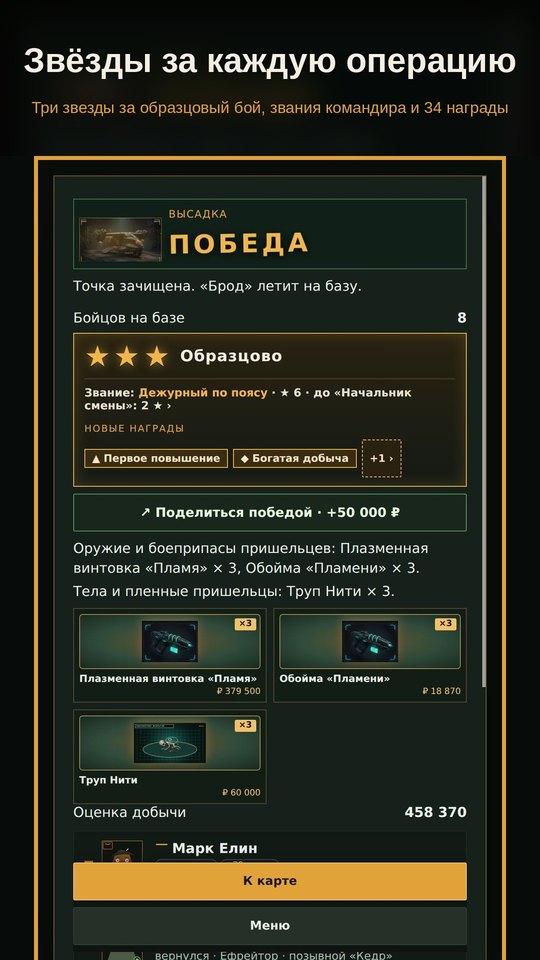 Звёзды за каждую операцию
Три звезды за образцовый бой, звания командира и 34 награды
ВЫСАДКА
ПОБЕДА
Точка зачищена. «Брод» летит на базу.
Бойцов на базе 8
★ ★ ★ Образцово
Звание: Дежурный по поясу · ★ 6 · до «Начальник
смены»: 2 ★ ›
НОВЫЕ НАГРАДЫ
▲ Первое повышение ◆ Богатая добыча +1 ›
↗ Поделиться победой · +50 000 ₽
Оружие и боеприпасы пришельцев: Плазменная
винтовка «Пламя» × 3, Обойма «Пламени» × 3.
Тела и пленные пришельцы: Труп Нити × 3.
×3 ×3
Плазменная винтовка «Пламя» Обойма «Пламени»
₽ 379 500 ₽ 18 870
×3
Труп Нити
₽ 60 000
Оценка добычи 458 370
Марк Елин
К карте
Меню
вернулся · Ефрейтор · позывной «Кедр»